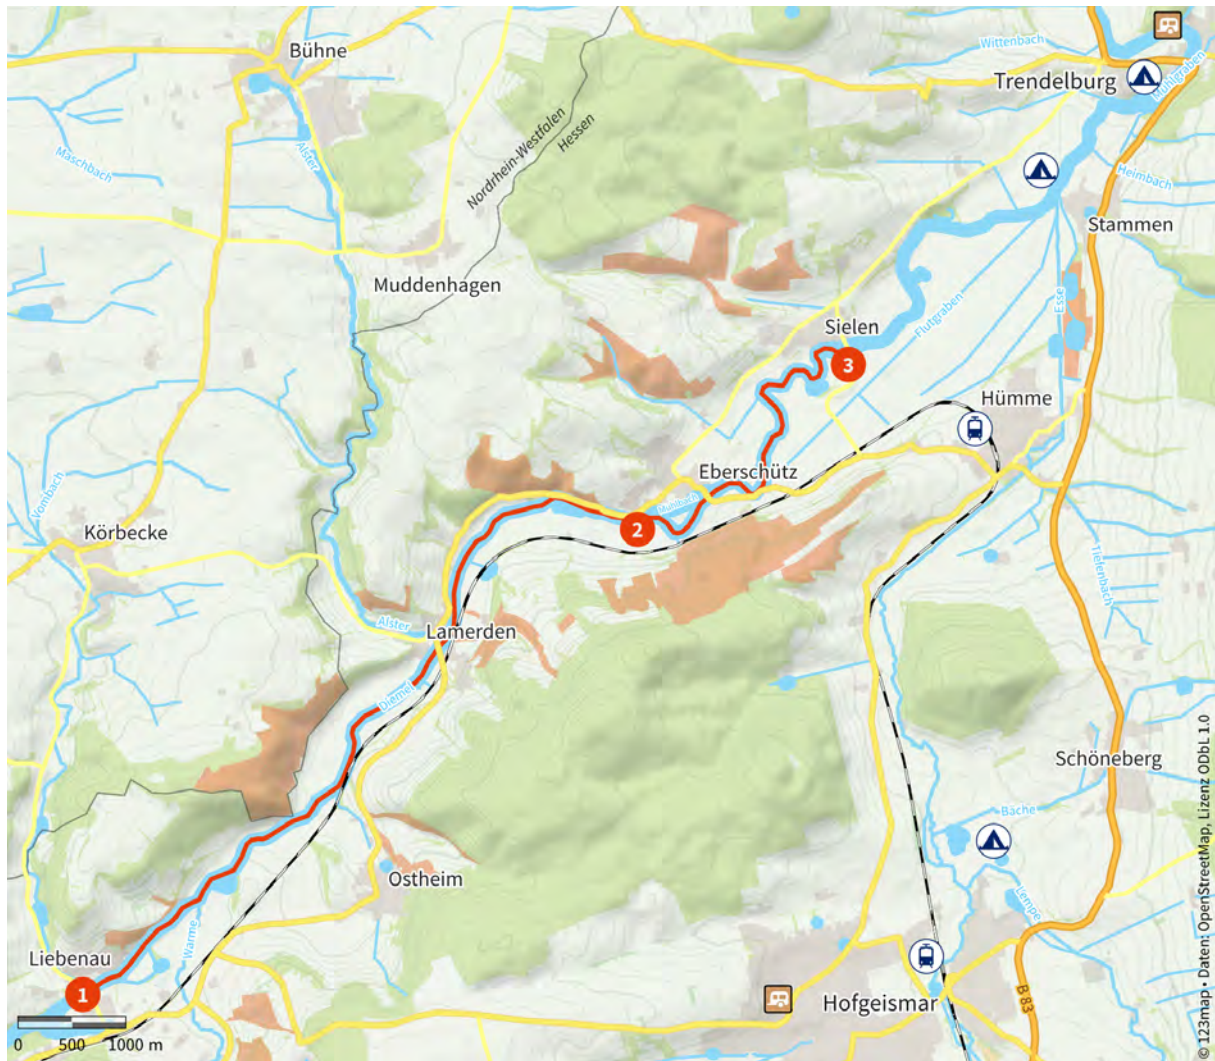 Bühne
Wittenbach
Trendelburg
Mühlgraben
Nordrhein-Westfalen
Hessen
Alster
Maschbach
Heimbach
Stammen
Muddenhagen
Sielen
Flutgraben
Esse
3
Hümme
Eberschütz
Vombach
Mühlbach
Körbecke
2
Tiefenbach
Alster
Lamerden
Diemel
Schöneberg
Bache
Ostheim
Lempe
Warme
Liebenau
1
Hofgeismar
B 83
0 500 1000 m
© 123map • Daten: OpenStreetMap, Lizenz ODbL 1.0